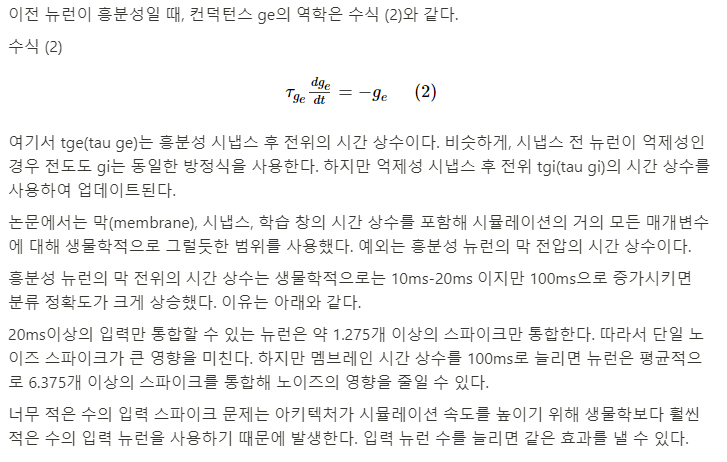 이전 뉴런이 흥분성일 때, 컨덕턴스 ge의 역학은 수식 (2)와 같다.
수식 (2)
τ_{g_e} \frac{dg_e}{dt} = −g_e (2)
여기서 tge(tau ge)는 흥분성 시냅스 후 전위의 시간 상수이다. 비슷하게, 시냅스 전 뉴런이 억제성인
경우 전도도 gi는 동일한 방정식을 사용한다. 하지만 억제성 시냅스 후 전위 tgi(tau gi)의 시간 상수를
사용하여 업데이트된다.
논문에서는 막(membrane), 시냅스, 학습 창의 시간 상수를 포함해 시뮬레이션의 거의 모든 매개변수
에 대해 생물학적으로 그럴듯한 범위를 사용했다. 예외는 흥분성 뉴런의 막 전압의 시간 상수이다.
흥분성 뉴런의 막 전위의 시간 상수는 생물학적으로는 10ms-20ms 이지만 100ms으로 증가시키면
분류 정확도가 크게 상승했다. 이유는 아래와 같다.
20ms이상의 입력만 통합할 수 있는 뉴런은 약 1.275개 이상의 스파이크만 통합한다. 따라서 단일 노
이즈 스파이크가 큰 영향을 미친다. 하지만 멤브레인 시간 상수를 100ms로 늘리면 뉴런은 평균적으
로 6.375개 이상의 스파이크를 통합해 노이즈의 영향을 줄일 수 있다.
너무 적은 수의 입력 스파이크 문제는 아키텍처가 시뮬레이션 속도를 높이기 위해 생물학보다 훨씬
적은 수의 입력 뉴런을 사용하기 때문에 발생한다. 입력 뉴런 수를 늘리면 같은 효과를 낼 수 있다.